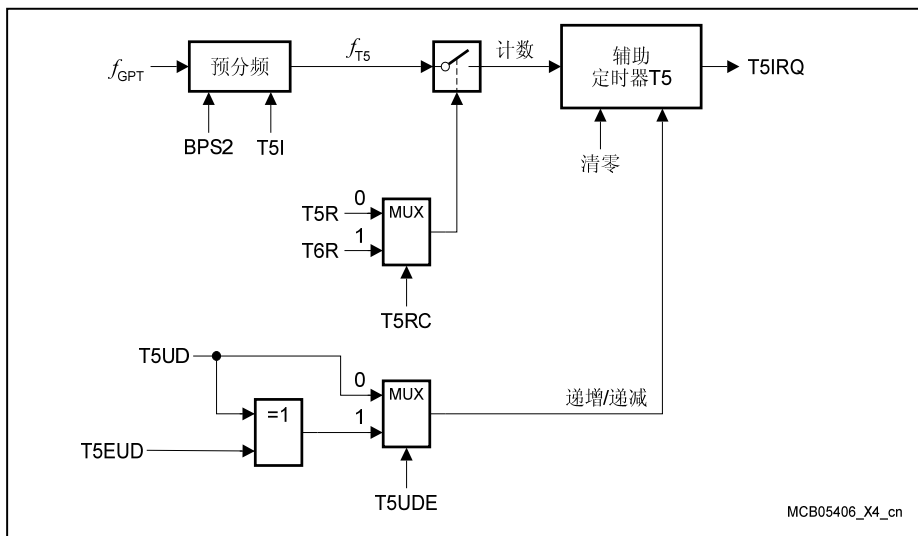 fGPT
预分频
fT5
计数
辅助
定时器T5
T5IRQ
BPS2
T5I
清零
T5R
0
MUX
T6R
1
T5RC
T5UD
0
MUX
递增/递减
=1
1
T5EUD
T5UDE
MCB05406_X4_cn